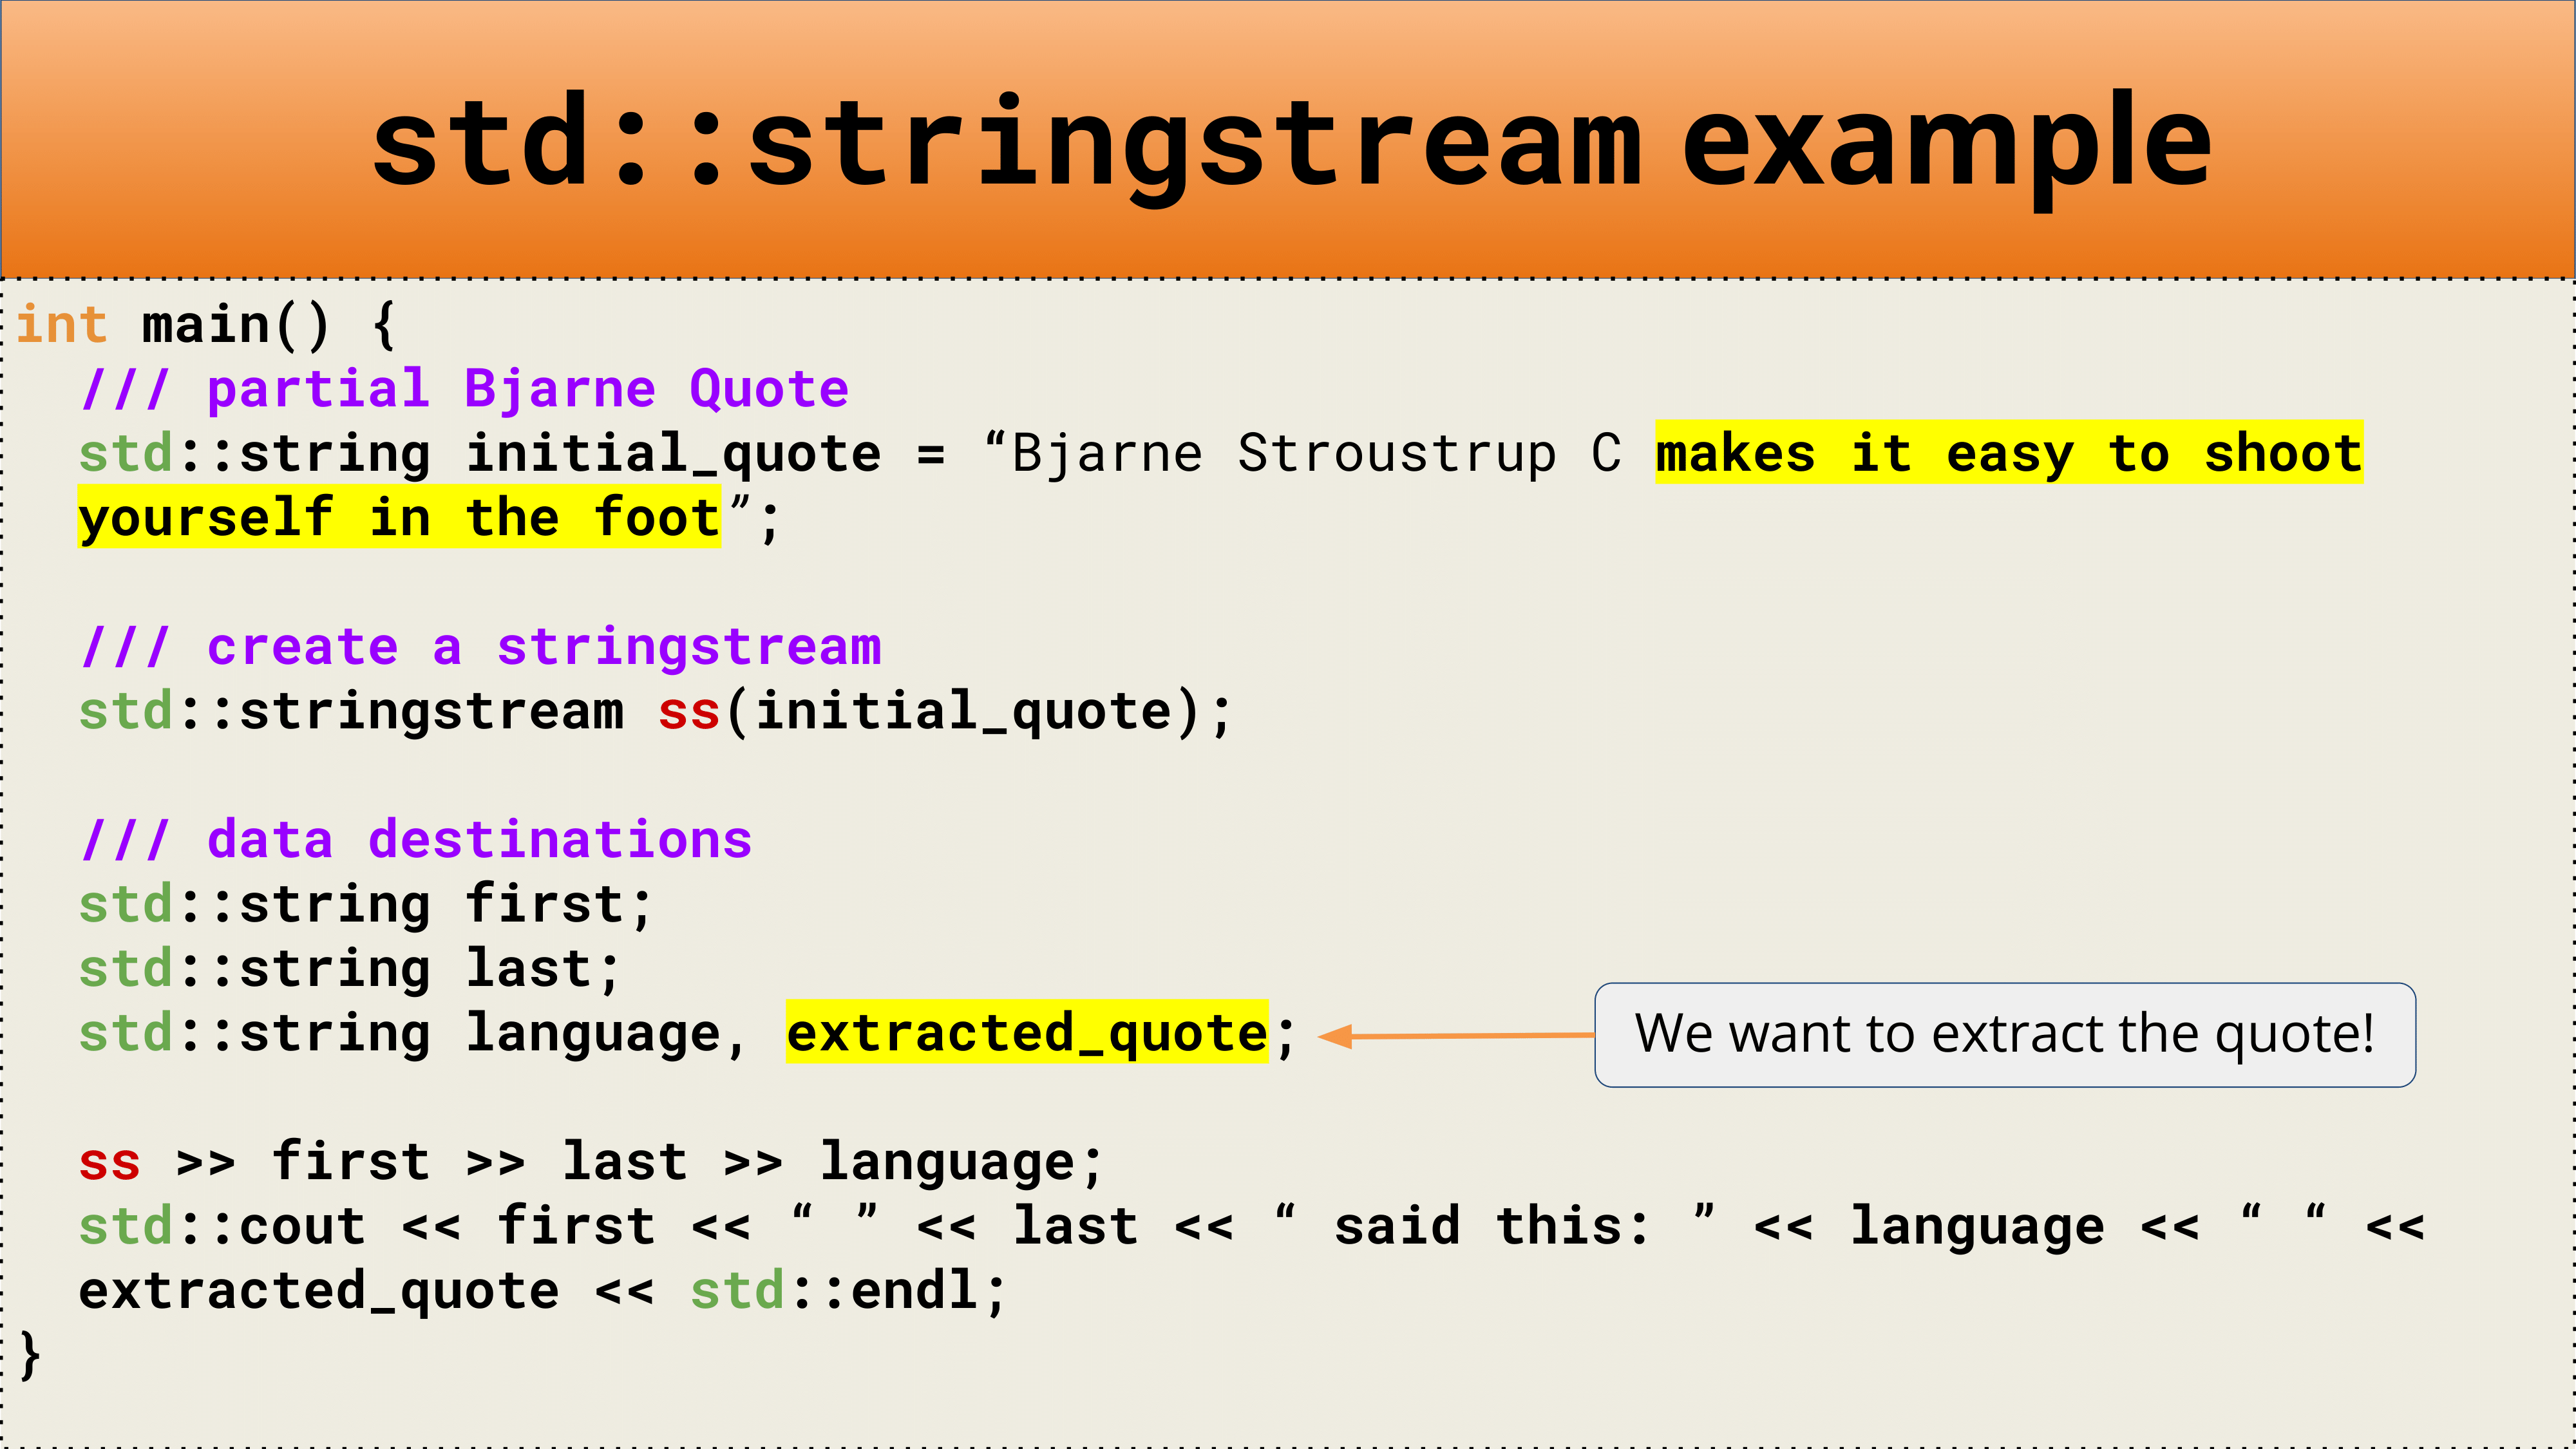 std::stringstream example
int main() {
/// partial Bjarne Quote
std::string initial_quote = “Bjarne Stroustrup C makes it easy to shoot
yourself in the foot”;
/// create a stringstream
std::stringstream ss(initial_quote);
/// data destinations
std::string first;
std::string last;
std::string language, extracted_quote;
We want to extract the quote!
ss >> first >> last >> language;
std::cout << first << “ ” << last << “ said this: ” << language << “ “ <<
extracted_quote << std::endl;
}